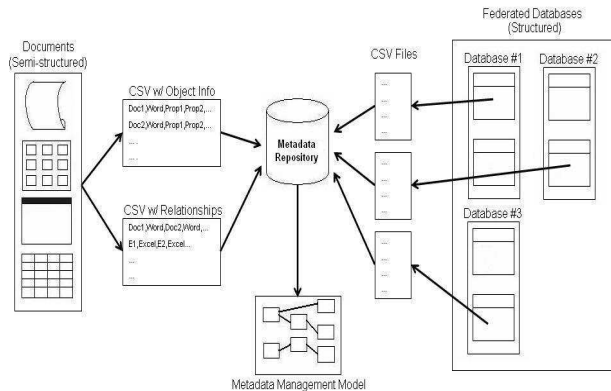 Documents
(Semi-structured)
CSV w/ Object Info
Doc1,Word,Prop1,Prop2,...
Doc2,Word,Prop1,Prop2,...
....
....
CSV w/ Relationships
Doc1,Word,Doc2,Word,...
E1,Excel,E2,Excel...
...
...
Metadata
Repository
Metadata Management Model
CSV Files
...
...
...
...
...
...
...
...
...
...
...
...
Federated Databases
(Structured)
Database #1
Database #2
Database #3